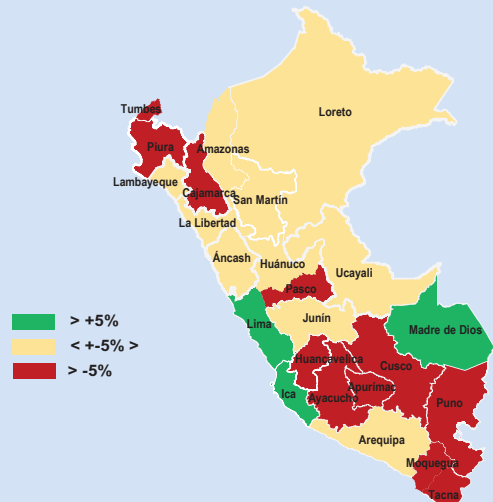 Tumbes
Piura
Loreto
Amazonas
Lambayeque
Cajamarca
San Martín
La Libertad
Áncash
Huánuco
Ucayali
Pasco
Lima
Junín
Madre de Dios
Huancavelica
Cusco
Ica
Ayacucho
Apurimac
Puno
Arequipa
Moquegua
Tacna
> +5%
< +-5% >
> -5%